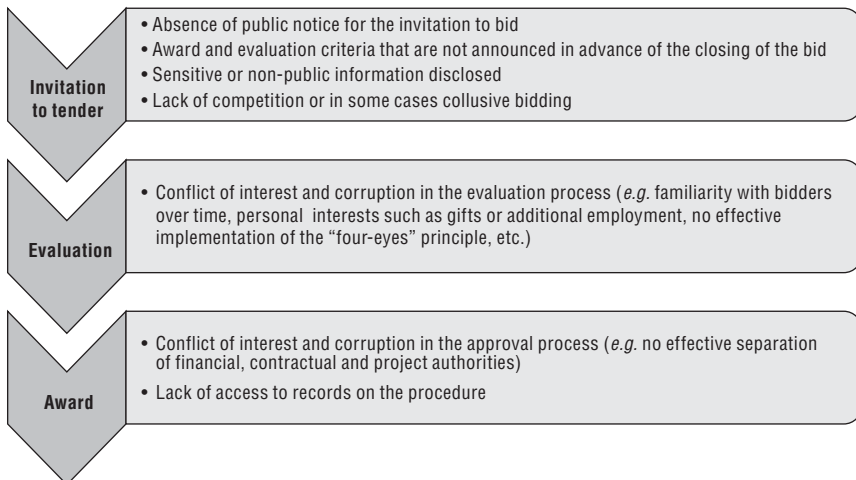 Invitation
to tender
• Absence of public notice for the invitation to bid
• Award and evaluation criteria that are not announced in advance of the closing of the bid
• Sensitive or non-public information disclosed
• Lack of competition or in some cases collusive bidding
Evaluation
• Conflict of interest and corruption in the evaluation process (e.g. familiarity with bidders
over time, personal interests such as gifts or additional employment, no effective
implementation of the “four-eyes” principle, etc.)
Award
• Conflict of interest and corruption in the approval process (e.g. no effective separation
of financial, contractual and project authorities)
• Lack of access to records on the procedure